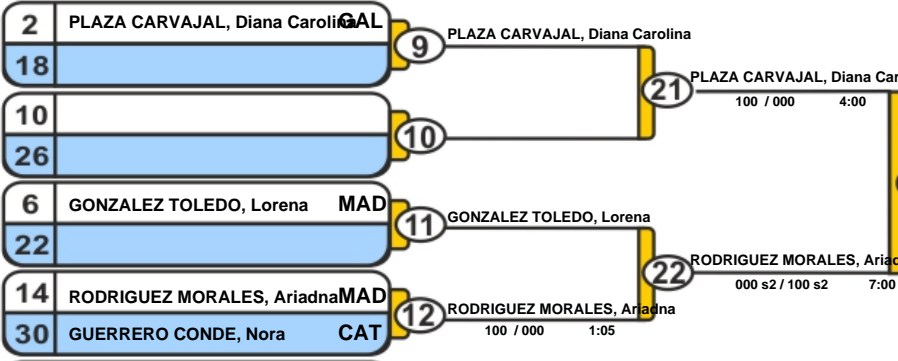 2 PLAZA CARVAJAL, Diana Carolina GAL
18
9
PLAZA CARVAJAL, Diana Carolina
21
PLAZA CARVAJAL, Diana Car
100 / 000 4:00
10
26
10
6 GONZALEZ TOLEDO, Lorena MAD
22
11
GONZALEZ TOLEDO, Lorena
22
RODRIGUEZ MORALES, Ariad
000 s2 / 100 s2 7:00
14 RODRIGUEZ MORALES, Ariadna MAD
30 GUERRERO CONDE, Nora CAT
12
RODRIGUEZ MORALES, Ariadna
100 / 000 1:05